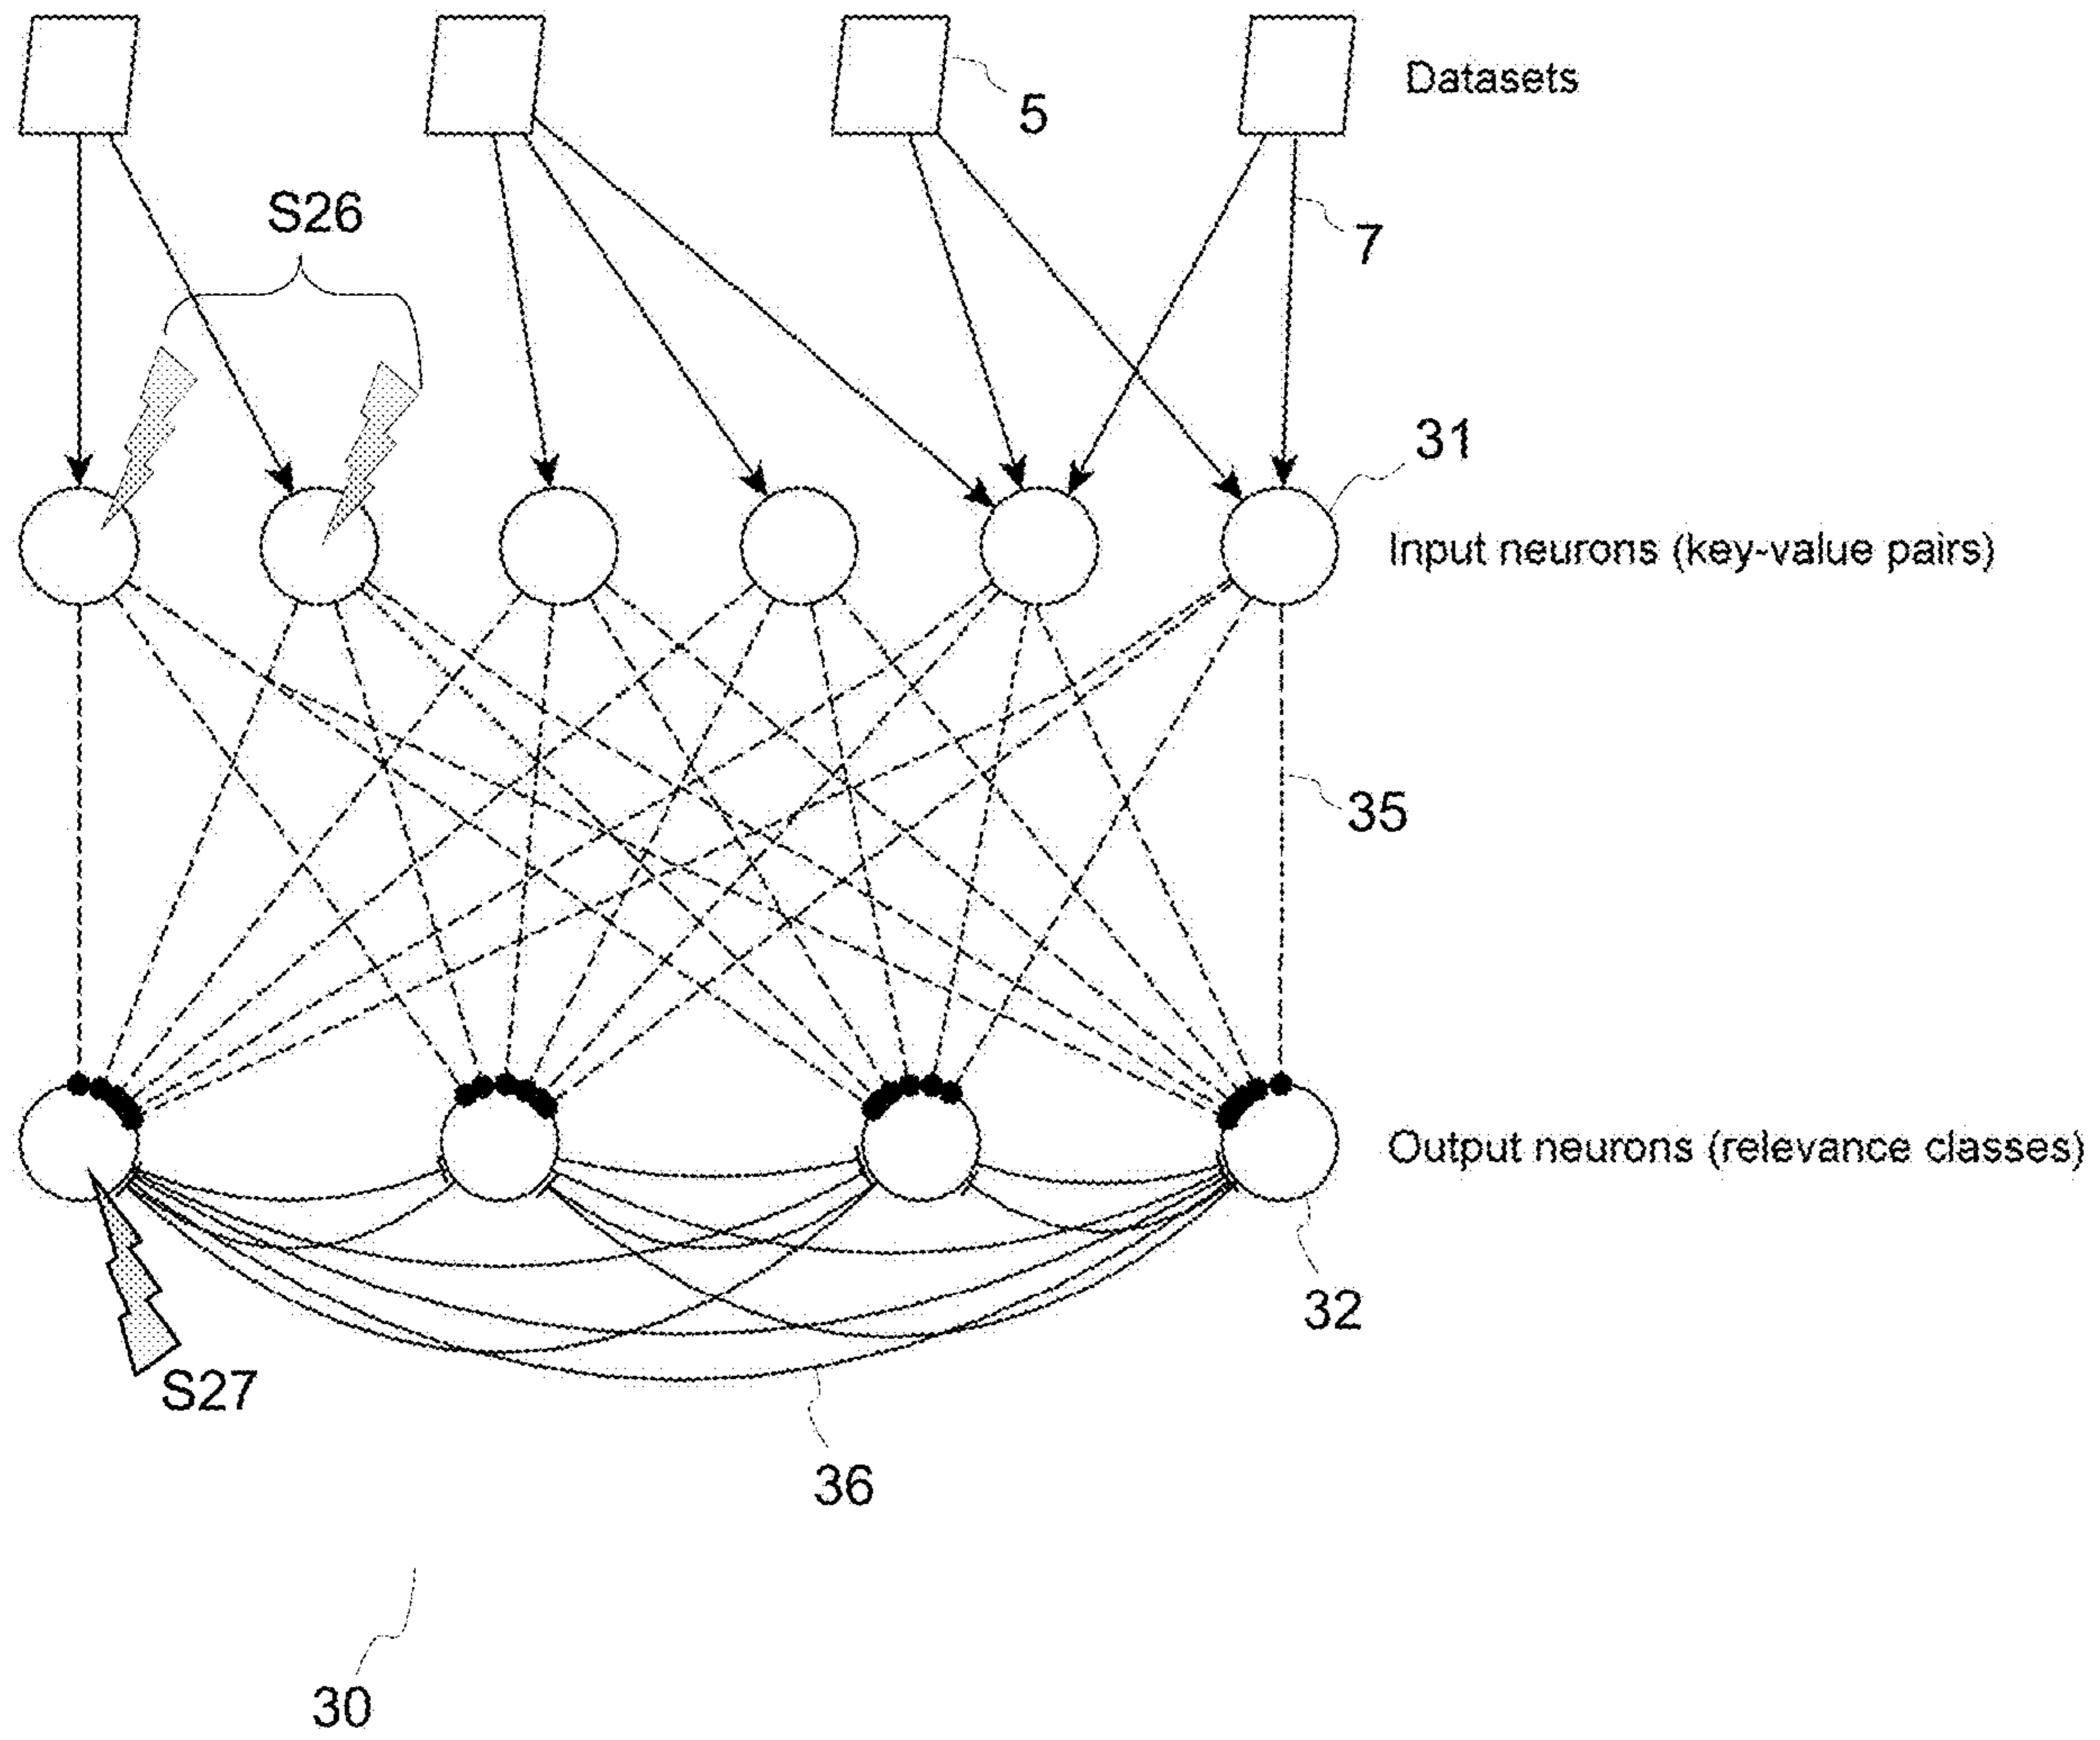 Datasets
5
S26
7
31
Input neurons (key-value pairs)
35
Output neurons (relevance classes)
32
S27
36
30